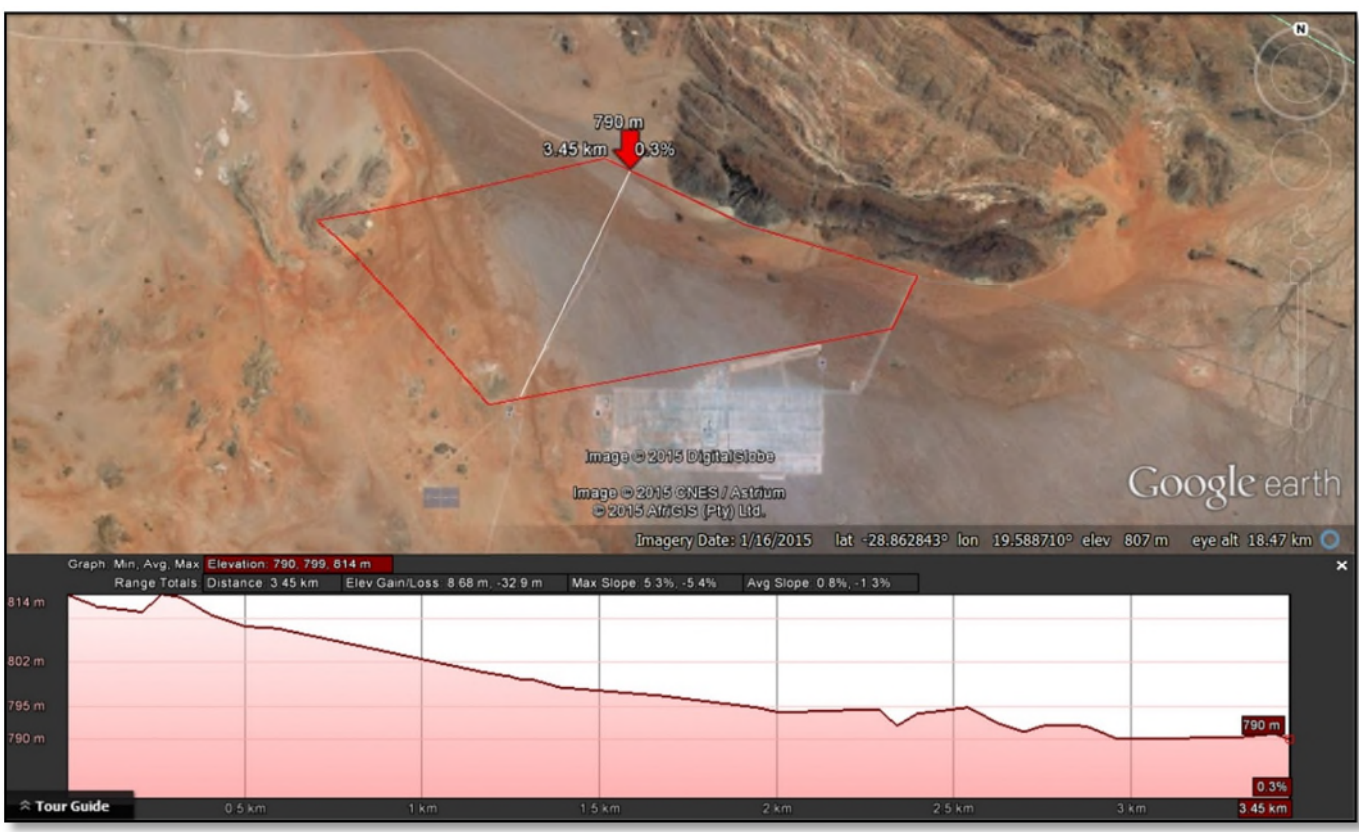 N
790 m
3.45 km 0.3%
Image © 2015 DigitalGlobe
Image © 2015 CNES / Astrium
© 2015 AfriGIS (Pty) Ltd.
Google earth
Imagery Date: 1/16/2015 lat -28.862843° lon 19.588710° elev 807 m eye alt 18.47 km
Graph: Min, Avg, Max Elevation: 790, 799, 814 m
Range Totals: Distance: 3.45 km Elev Gain/Loss: 8.68 m, -32.9 m Max Slope: 5.3%, -5.4% Avg Slope: 0.8%, -1.3%
814 m
802 m
795 m
790 m
790 m
0.3%
Tour Guide
0.5 km 1 km 1.5 km 2 km 2.5 km 3 km 3.45 km